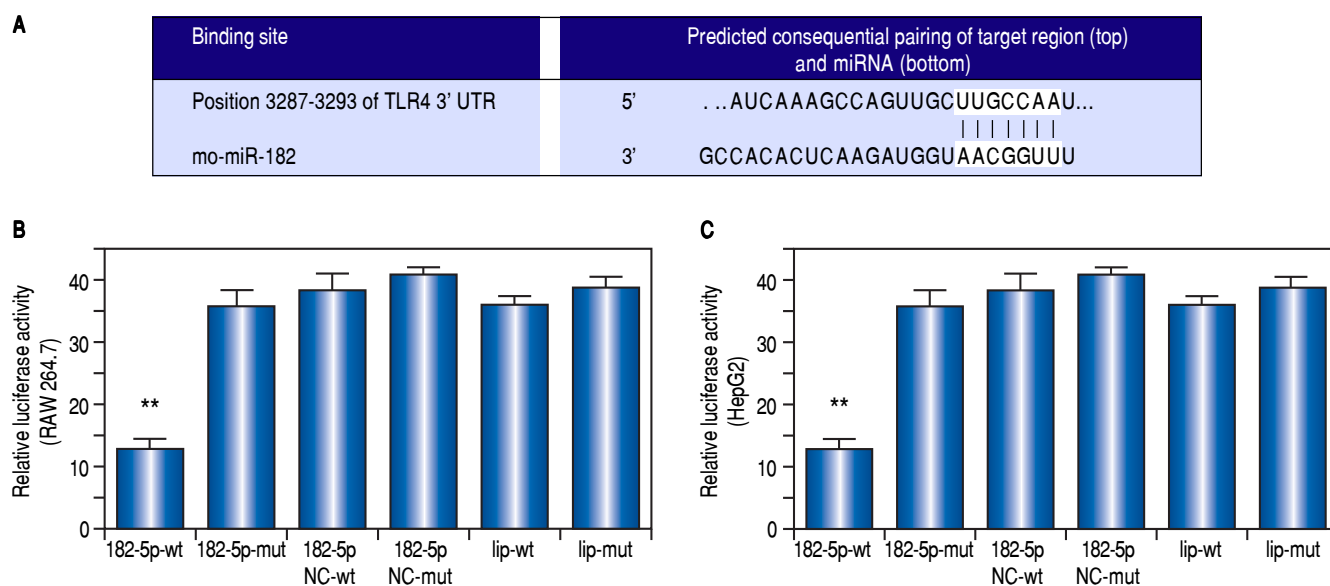 A
Binding site
Predicted consequential pairing of target region (top)
and miRNA (bottom)
Position 3287-3293 of TLR4 3' UTR
5'
. ..AUCAAAGCCAGUUGCUUGCCAAU...
mo-miR-182
3'
GCCACACUCAAGAUGGUAACGGUUU
B
Relative luciferase activity
(RAW 264.7)
40
30
20
10
0
**
182-5p-wt
182-5p-mut
182-5p
NC-wt
182-5p
NC-mut
lip-wt
lip-mut
C
Relative luciferase activity
(HepG2)
40
30
20
10
0
**
182-5p-wt
182-5p-mut
182-5p
NC-wt
182-5p
NC-mut
lip-wt
lip-mut